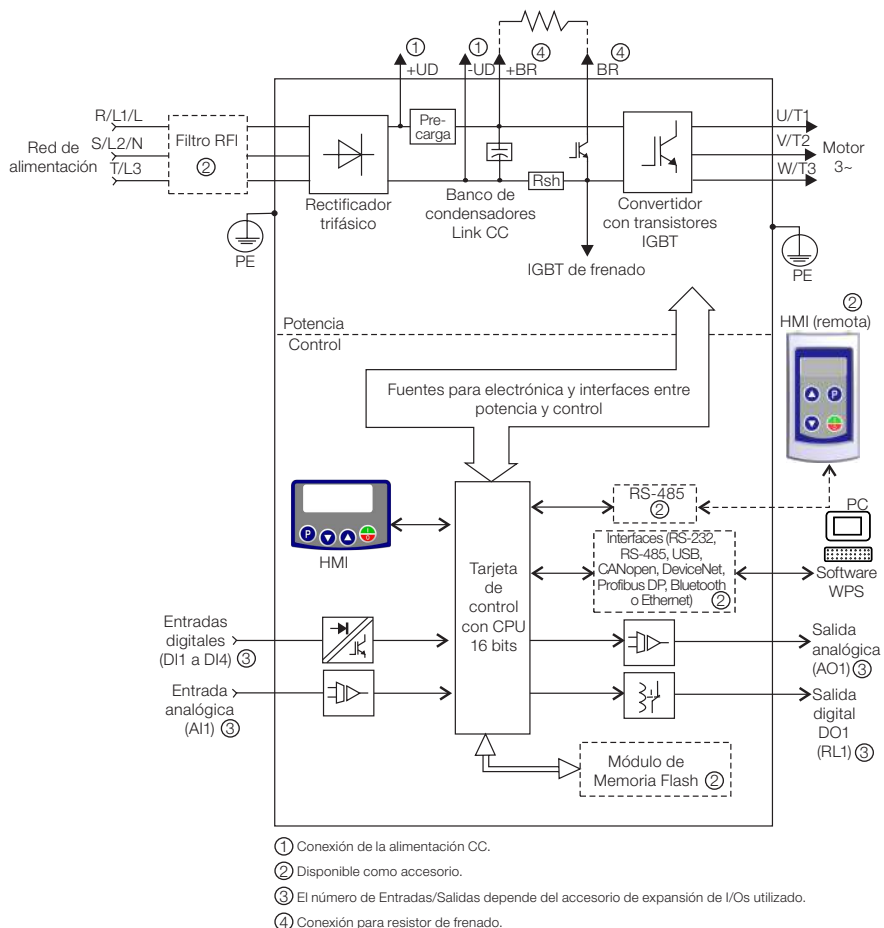 ① ① ④ ④
+UD -UD +BR BR
R/L1/L
S/L2/N
T/L3
Red de
alimentación
Filtro RFI
②
Pre-
carga
Rsh
U/T1
V/T2
W/T3
Motor
3~
Rectificador
trifásico
Banco de
condensadores
Link CC
Convertidor
con transistores
IGBT
PE
PE
IGBT de frenado
Potencia
Control
②
HMI (remota)
P
Fuentes para electrónica y interfaces entre
potencia y control
P
HMI
RS-485
②
PC
Interfaces (RS-232,
RS-485, USB,
CANopen, DeviceNet,
Profibus DP, Bluetooth
o Ethernet) ②
Software
WPS
Tarjeta
de
control
con CPU
16 bits
Entradas
digitales
(DI1 a DI4) ③
Entrada
analógica
(AI1) ③
Salida
analógica
(AO1) ③
Salida
digital
DO1
(RL1) ③
Módulo de
Memoria Flash ②
① Conexión de la alimentación CC.
② Disponible como accesorio.
③ El número de Entradas/Salidas depende del accesorio de expansión de I/Os utilizado.
④ Conexión para resistor de frenado.